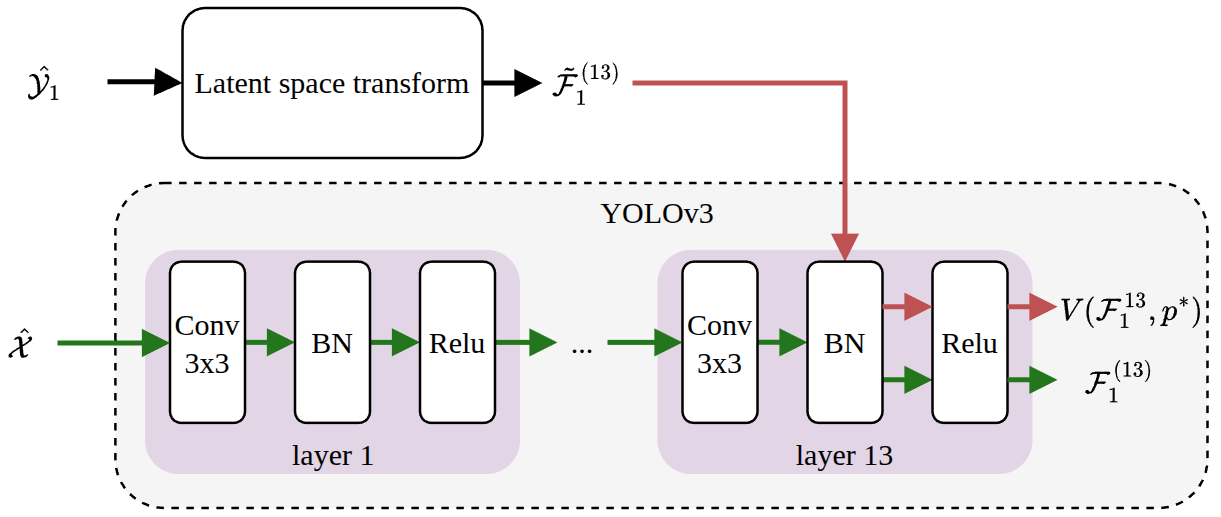 $\hat{\mathcal{Y}}_1$
Latent space transform
$\tilde{\mathcal{F}}_1^{(13)}$
YOLOv3
$\hat{\mathcal{X}}$
Conv
3x3
BN
Relu
...
Conv
3x3
BN
Relu
$V(\mathcal{F}_1^{13}, p^*)$
$\mathcal{F}_1^{(13)}$
layer 1
layer 13